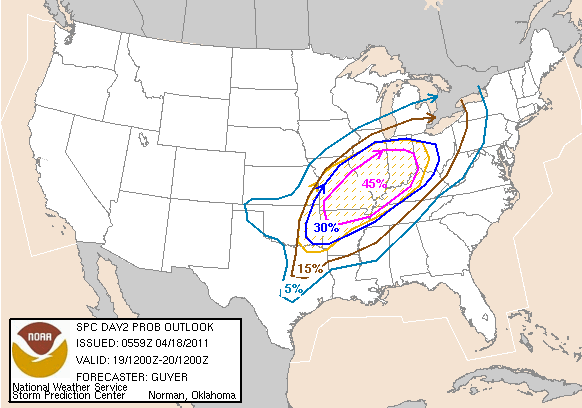 45%
30%
15%
5%
SPC DAY2 PROB OUTLOOK
ISSUED: 0559Z 04/18/2011
VALID: 19/1200Z-20/1200Z
FORECASTER: GUYER
NOAA
National Weather Service
Storm Prediction Center Norman, Oklahoma